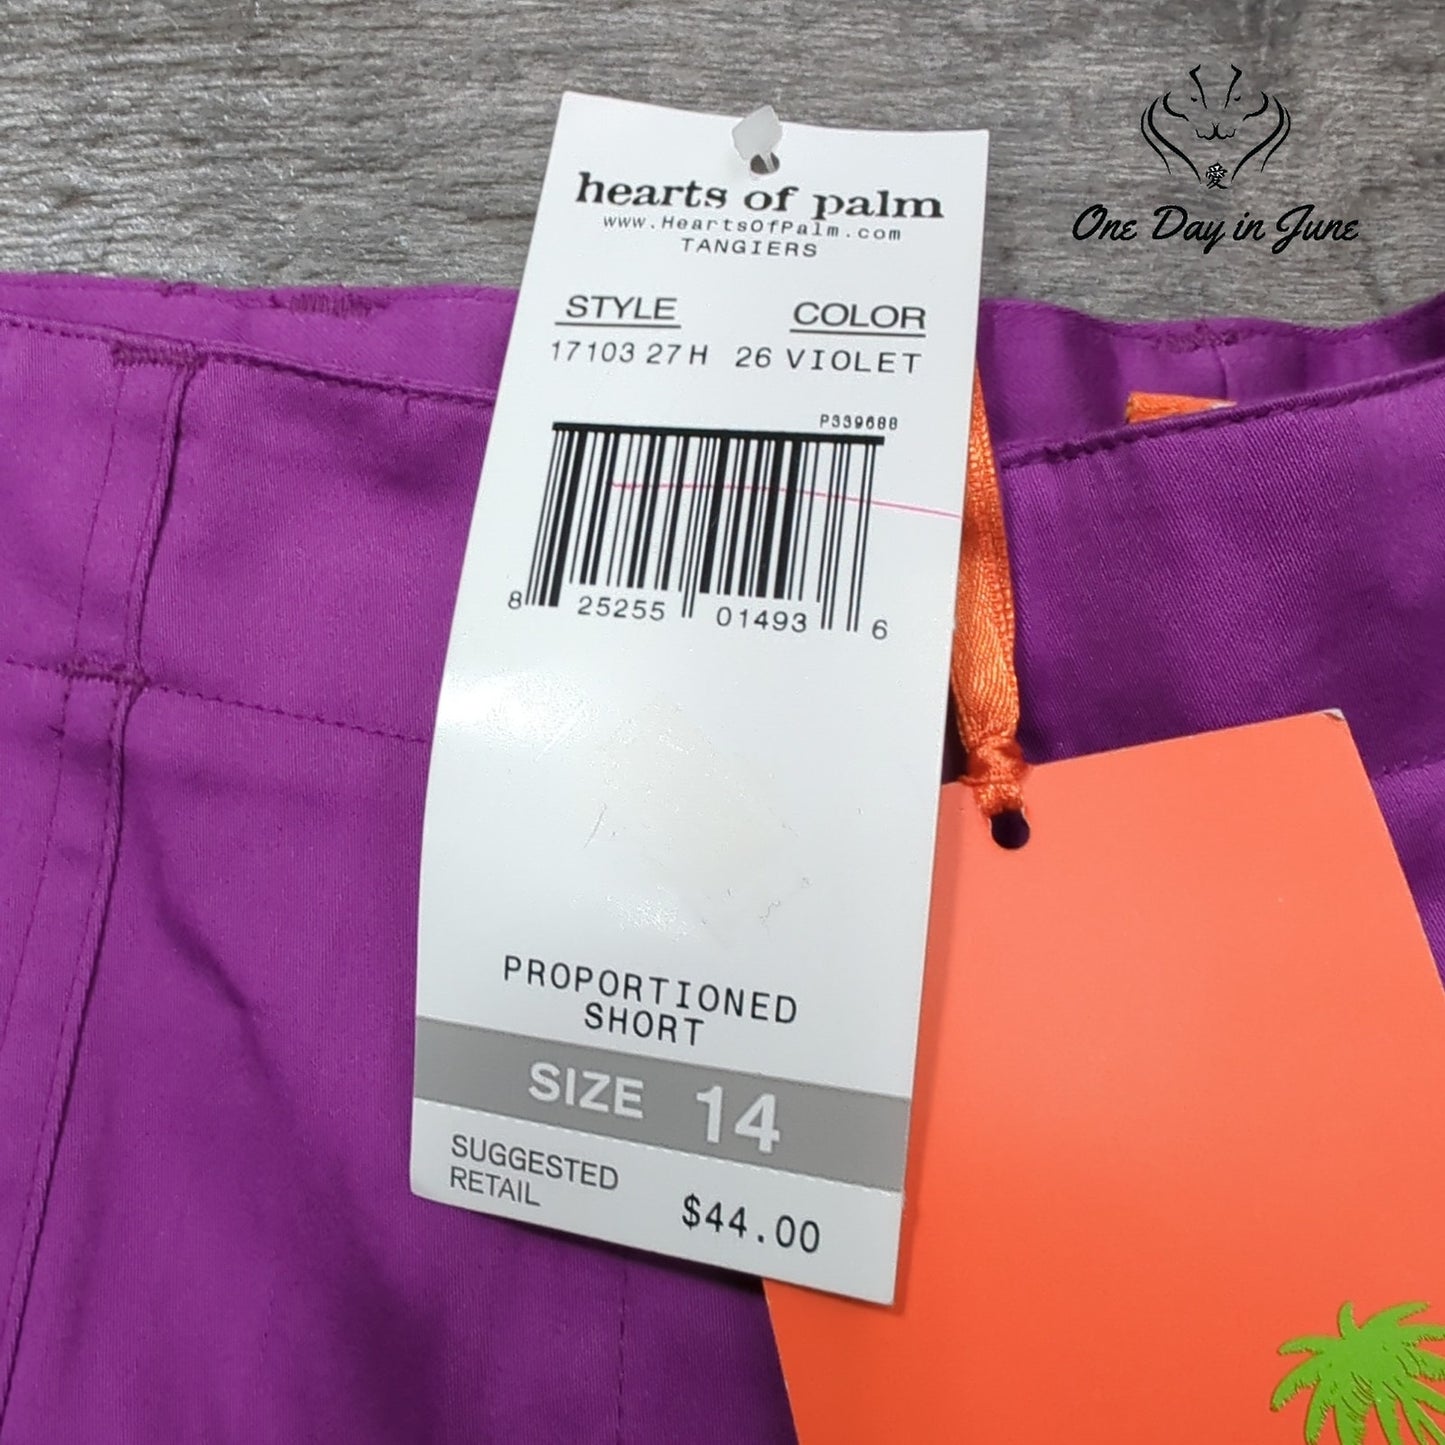 hearts of palm
www.HeartsOfPalm.com
TANGIERS
STYLE COLOR
17103 27H 26 VIOLET
P339688
8 25255 01493 6
PROPORTIONED
SHORT
SIZE 14
SUGGESTED
RETAIL
$44.00
愛
One Day in June